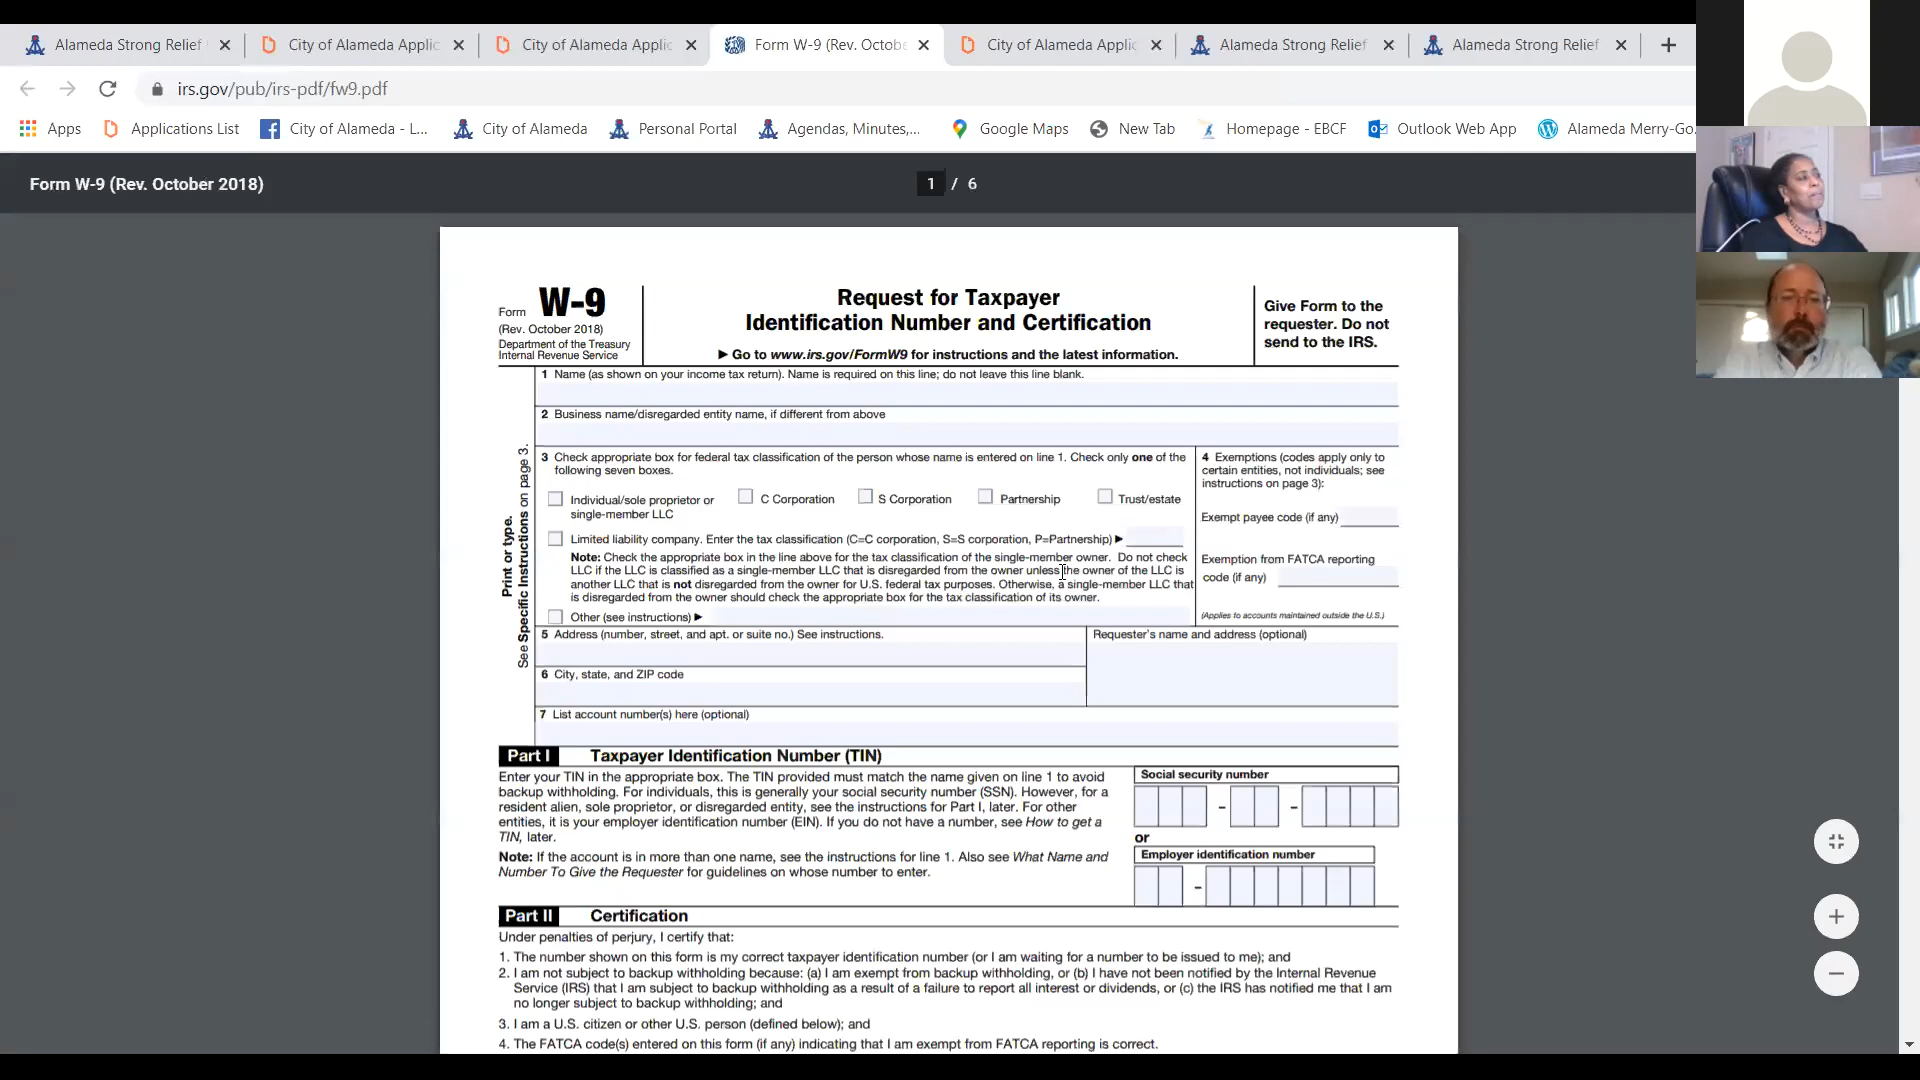 Alameda Strong Relief
City of Alameda Applic
City of Alameda Applic
Form W-9 (Rev. Octobe
City of Alameda Applic
Alameda Strong Relief
Alameda Strong Relief
irs.gov/pub/irs-pdf/fw9.pdf
Apps
Applications List
City of Alameda - L...
City of Alameda
Personal Portal
Agendas, Minutes,...
Google Maps
New Tab
Homepage - EBCF
Outlook Web App
Alameda Merry-Go.
Form W-9 (Rev. October 2018)
1 / 6
Form W-9
(Rev. October 2018)
Department of the Treasury
Internal Revenue Service
Request for Taxpayer
Identification Number and Certification
▶ Go to www.irs.gov/FormW9 for instructions and the latest information.
Give Form to the
requester. Do not
send to the IRS.
Print or type.
See Specific Instructions on page 3.
1 Name (as shown on your income tax return). Name is required on this line; do not leave this line blank.
2 Business name/disregarded entity name, if different from above
3 Check appropriate box for federal tax classification of the person whose name is entered on line 1. Check only one of the
following seven boxes.
Individual/sole proprietor or
single-member LLC
C Corporation
S Corporation
Partnership
Trust/estate
Limited liability company. Enter the tax classification (C=C corporation, S=S corporation, P=Partnership) ▶
Note: Check the appropriate box in the line above for the tax classification of the single-member owner. Do not check
LLC if the LLC is classified as a single-member LLC that is disregarded from the owner unless the owner of the LLC is
another LLC that is not disregarded from the owner for U.S. federal tax purposes. Otherwise, a single-member LLC that
is disregarded from the owner should check the appropriate box for the tax classification of its owner.
Other (see instructions) ▶
4 Exemptions (codes apply only to
certain entities, not individuals; see
instructions on page 3):
Exempt payee code (if any)
Exemption from FATCA reporting
code (if any)
(Applies to accounts maintained outside the U.S.)
5 Address (number, street, and apt. or suite no.) See instructions.
Requester's name and address (optional)
6 City, state, and ZIP code
7 List account number(s) here (optional)
Part I Taxpayer Identification Number (TIN)
Enter your TIN in the appropriate box. The TIN provided must match the name given on line 1 to avoid
backup withholding. For individuals, this is generally your social security number (SSN). However, for a
resident alien, sole proprietor, or disregarded entity, see the instructions for Part I, later. For other
entities, it is your employer identification number (EIN). If you do not have a number, see How to get a
TIN, later.
Note: If the account is in more than one name, see the instructions for line 1. Also see What Name and
Number To Give the Requester for guidelines on whose number to enter.
Social security number
– –
or
Employer identification number
–
Part II Certification
Under penalties of perjury, I certify that:
1. The number shown on this form is my correct taxpayer identification number (or I am waiting for a number to be issued to me); and
2. I am not subject to backup withholding because: (a) I am exempt from backup withholding, or (b) I have not been notified by the Internal Revenue
Service (IRS) that I am subject to backup withholding as a result of a failure to report all interest or dividends, or (c) the IRS has notified me that I am
no longer subject to backup withholding; and
3. I am a U.S. citizen or other U.S. person (defined below); and
4. The FATCA code(s) entered on this form (if any) indicating that I am exempt from FATCA reporting is correct.